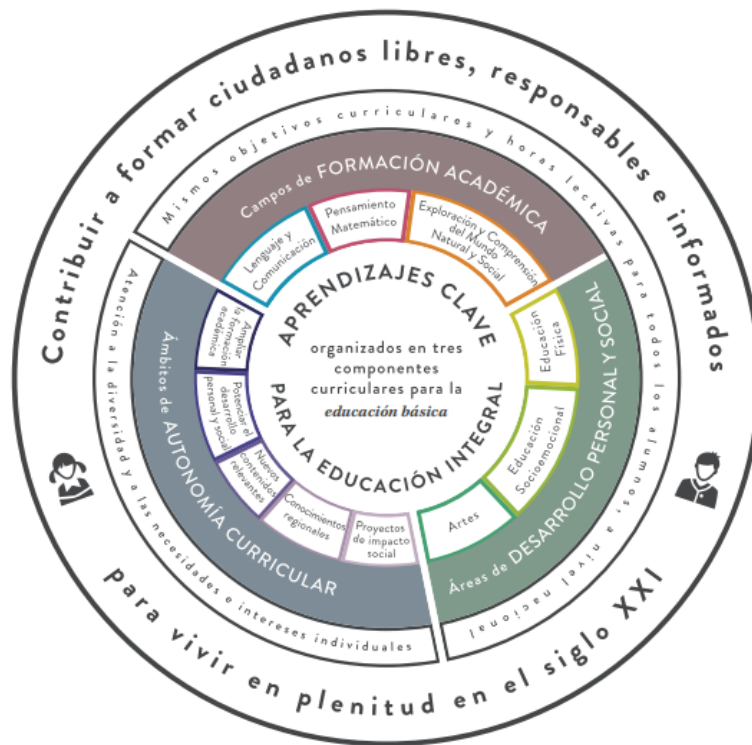 Contribuir a formar ciudadanos libres, responsables e informados
para vivir en plenitud en el siglo XXI
Mismos objetivos curriculares y horas lectivas para todos los alumnos, a nivel nacional
Atención a la diversidad y a las necesidades e intereses individuales
Campos de FORMACIÓN ACADÉMICA
Lenguaje y
Comunicación
Pensamiento
Matemático
Exploración y Comprensión
del Mundo
Natural y Social
Áreas de DESARROLLO PERSONAL Y SOCIAL
Educación
Física
Educación
Socioemocional
Artes
Ámbitos de AUTONOMÍA CURRICULAR
Ampliar
la formación
académica
Potenciar el
desarrollo
personal y social
Nuevos
contenidos
relevantes
Conocimientos
regionales
Proyectos
de impacto
social
APRENDIZAJES CLAVE
organizados en tres
componentes
curriculares para la
educación básica
PARA LA EDUCACIÓN INTEGRAL